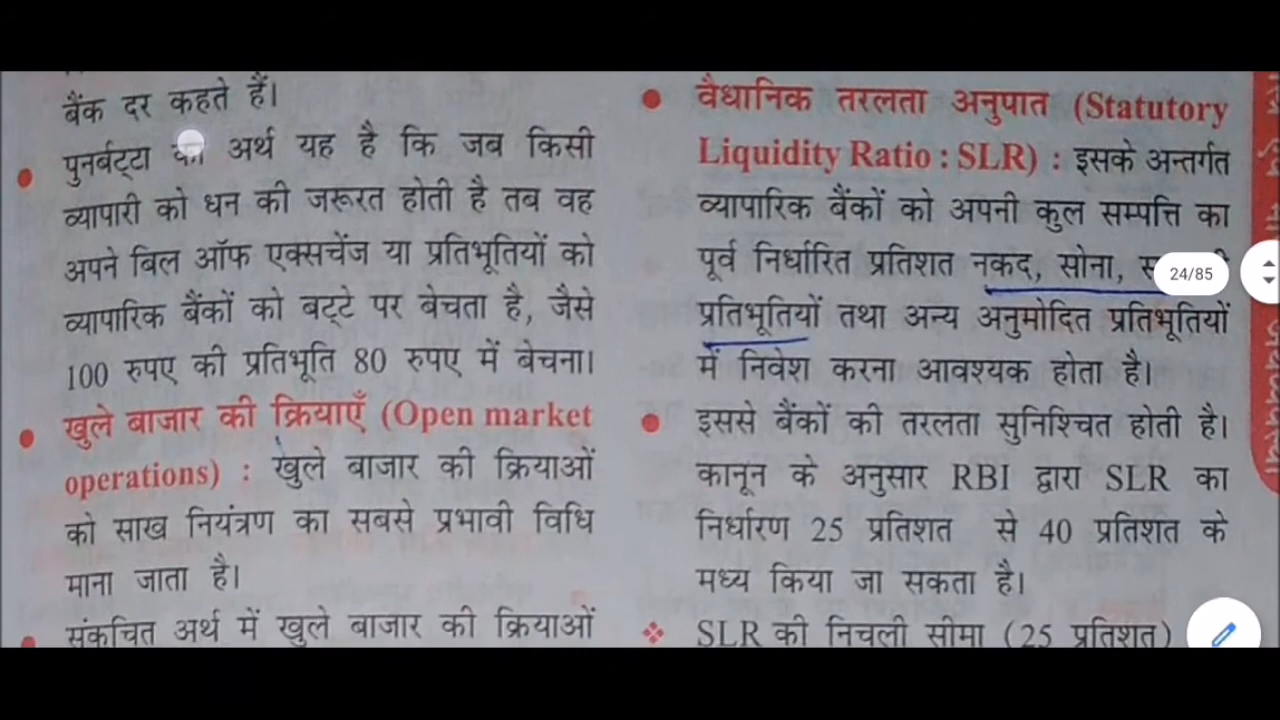 बैंक दर कहते हैं।
पुनर्बट्टा का अर्थ यह है कि जब किसी
व्यापारी को धन की जरूरत होती है तब वह
अपने बिल ऑफ एक्सचेंज या प्रतिभूतियों को
व्यापारिक बैंकों को बट्टे पर बेचता है, जैसे
100 रुपए की प्रतिभूति 80 रुपए में बेचना।
खुले बाजार की क्रियाएँ (Open market
operations) : खुले बाजार की क्रियाओं
को साख नियंत्रण का सबसे प्रभावी विधि
माना जाता है।
संकुचित अर्थ में खुले बाजार की क्रियाओं
वैधानिक तरलता अनुपात (Statutory
Liquidity Ratio : SLR) : इसके अन्तर्गत
व्यापारिक बैंकों को अपनी कुल सम्पत्ति का
पूर्व निर्धारित प्रतिशत नकद, सोना,
प्रतिभूतियों तथा अन्य अनुमोदित प्रतिभूतियों
में निवेश करना आवश्यक होता है।
इससे बैंकों की तरलता सुनिश्चित होती है।
कानून के अनुसार RBI द्वारा SLR का
निर्धारण 25 प्रतिशत से 40 प्रतिशत के
मध्य किया जा सकता है।
SLR की निचली सीमा (25 प्रतिशत)
24/85